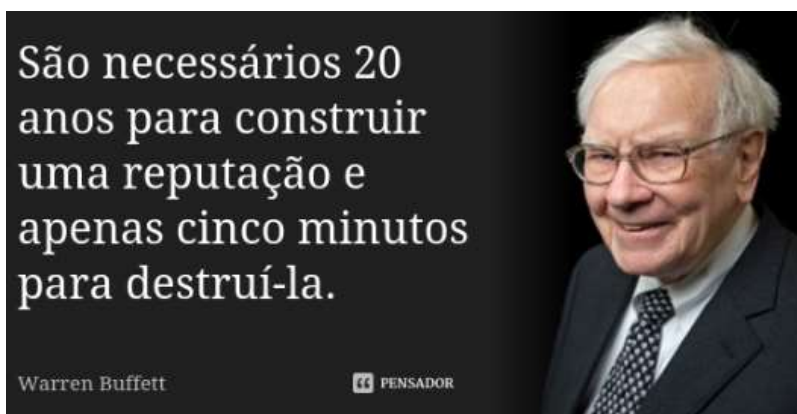 São necessários 20
anos para construir
uma reputação e
apenas cinco minutos
para destruí-la.
Warren Buffett
PENSADOR